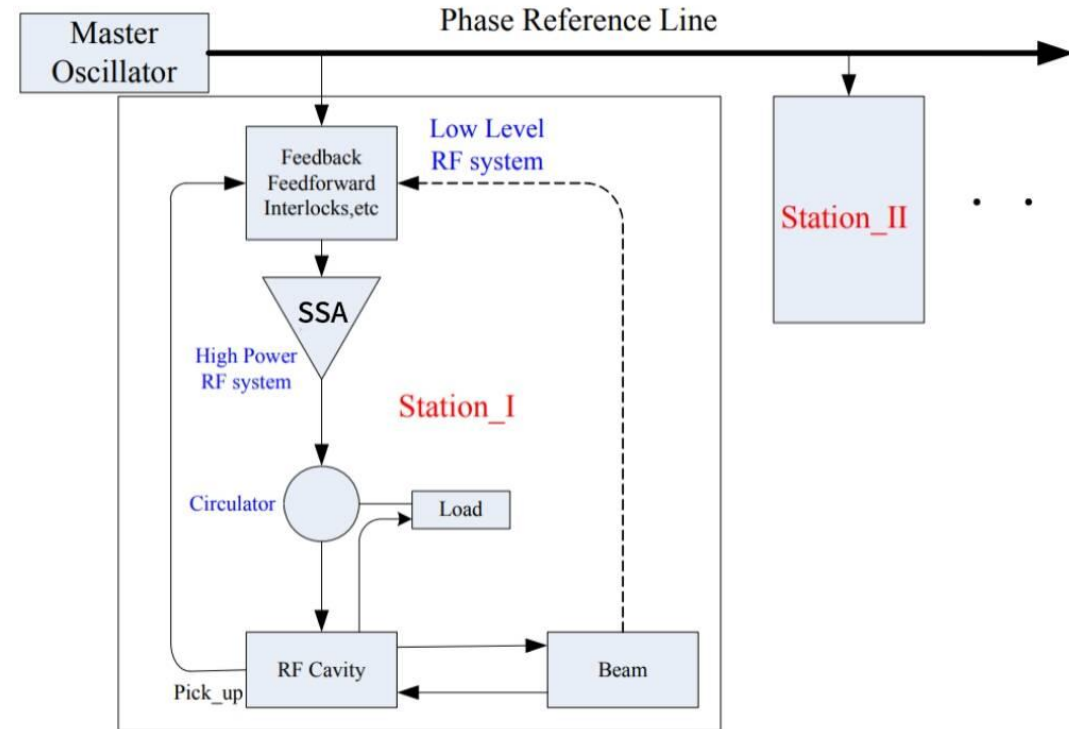 Phase Reference Line
Master
Oscillator
Low Level
RF system
Feedback
Feedforward
Interlocks,etc
Station_II
SSA
High Power
RF system
Station_I
Circulator
Load
RF Cavity
Beam
Pick_up